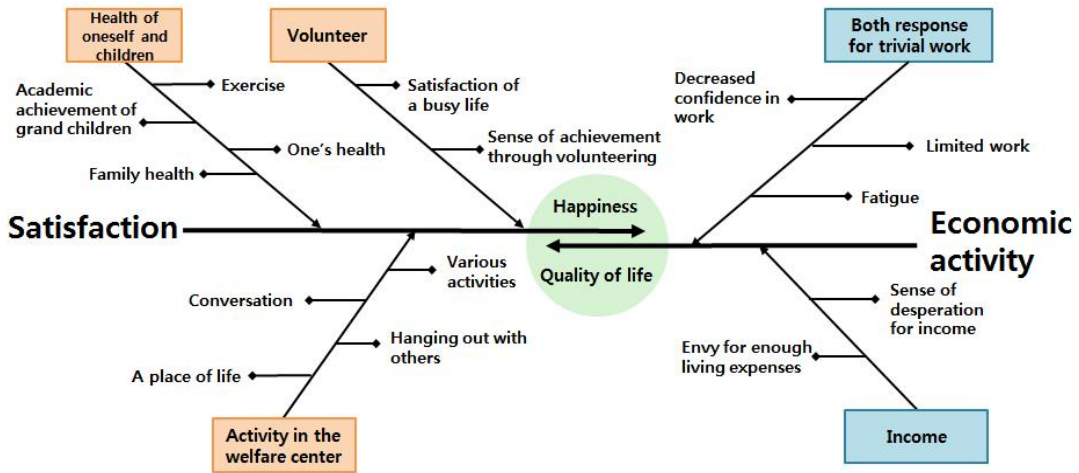 Health of
oneself and
children
Volunteer
Both response
for trivial work
Exercise
Academic
achievement of
grand children
One's health
Family health
Satisfaction of
a busy life
Sense of achievement
through volunteering
Decreased
confidence in
work
Limited work
Fatigue
Satisfaction
Happiness
Quality of life
Economic
activity
Various
activities
Conversation
Hanging out with
others
A place of life
Sense of
desperation
for income
Envy for enough
living expenses
Activity in the
welfare center
Income